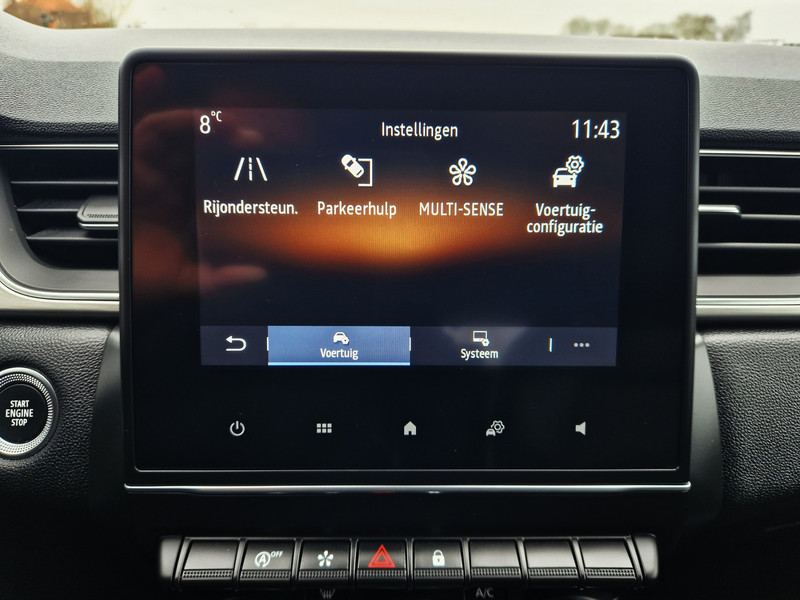 8°C
Instellingen
11:43
Rijondersteun.
Parkeerhulp
MULTI-SENSE
Voertuig-
configuratie
Voertuig
Systeem
START
ENGINE
STOP
A OFF
A/C